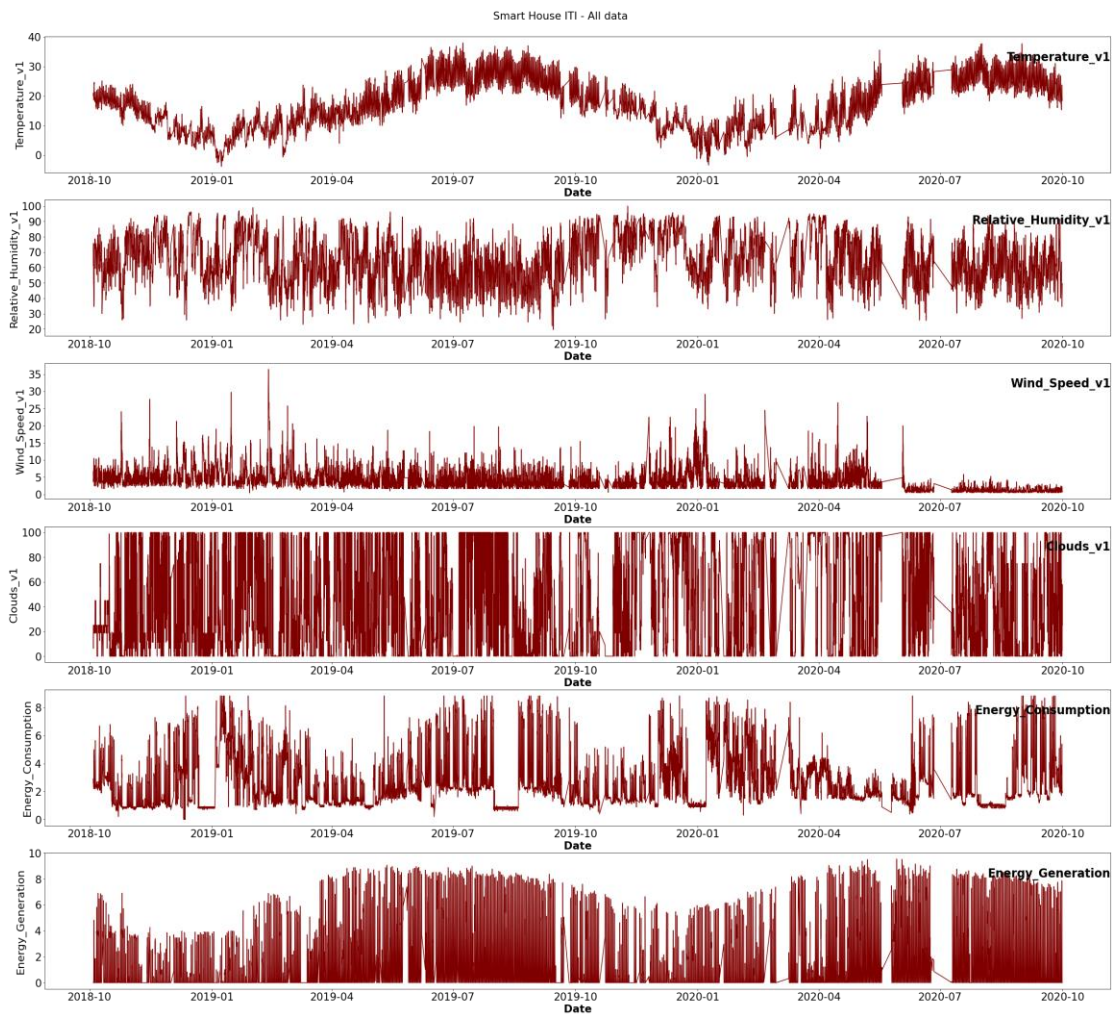 Smart House ITI - All data
Temperature_v1
40
30
20
10
0
Temperature_v1
2018-10 2019-01 2019-04 2019-07 2019-10 2020-01 2020-04 2020-07 2020-10
Date
Relative_Humidity_v1
100
90
80
70
60
50
40
30
20
Relative_Humidity_v1
2018-10 2019-01 2019-04 2019-07 2019-10 2020-01 2020-04 2020-07 2020-10
Date
Wind_Speed_v1
35
30
25
20
15
10
5
0
Wind_Speed_v1
2018-10 2019-01 2019-04 2019-07 2019-10 2020-01 2020-04 2020-07 2020-10
Date
Clouds_v1
100
80
60
40
20
0
Clouds_v1
2018-10 2019-01 2019-04 2019-07 2019-10 2020-01 2020-04 2020-07 2020-10
Date
Energy_Consumption
8
6
4
2
0
Energy_Consumption
2018-10 2019-01 2019-04 2019-07 2019-10 2020-01 2020-04 2020-07 2020-10
Date
Energy_Generation
10
8
6
4
2
0
Energy_Generation
2018-10 2019-01 2019-04 2019-07 2019-10 2020-01 2020-04 2020-07 2020-10
Date